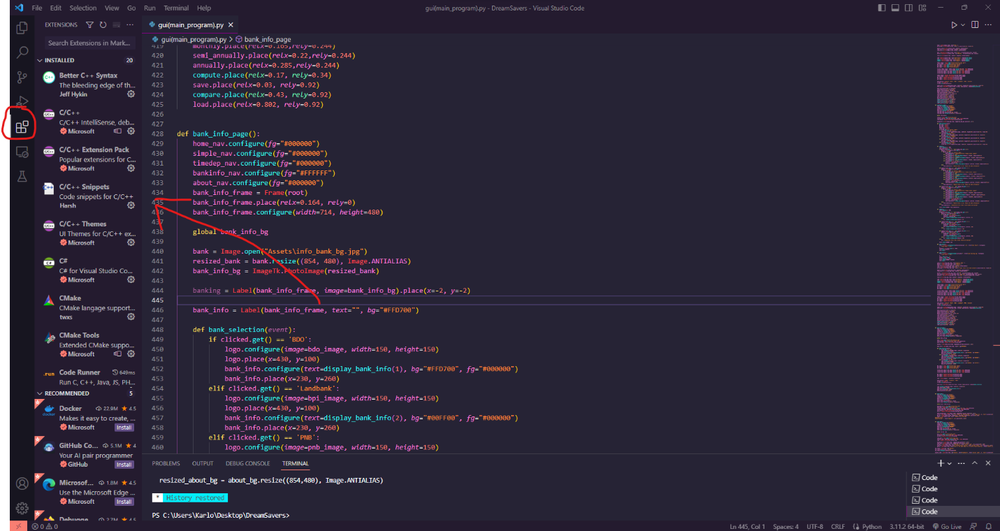 File Edit Selection View Go Run Terminal Help
gui(main_program).py - DreamSavers - Visual Studio Code
EXTENSIONS
Search Extensions in Mark...
INSTALLED 20
Better C++ Syntax
The bleeding edge of th...
Jeff Hykin
C/C++
C/C++ IntelliSense, deb...
Microsoft
C/C++ Extension Pack
Popular extensions for C...
Microsoft
C/C++ Snippets
Code snippets for C/C++
Harsh
C/C++ Themes
UI Themes for C/C++ ex...
Microsoft
C#
C# for Visual Studio Co...
Microsoft
CMake
CMake langage support...
twxs
CMake Tools
Extended CMake suppo...
Microsoft
Code Runner 649ms
Run C, C++, Java, JS, PH...
RECOMMENDED 5
Docker 22.9M 4.5
Makes it easy to create, ...
Microsoft Install
GitHub Co... 5.1M 4
Your AI pair programmer
GitHub Install
Microsof... 1.8M 4.5
Use the Microsoft Edge ...
Microsoft Install
Debugge... 2.7M 4.5
gui(main_program).py
gui(main_program).py > bank_info_page
419 monthly.place(relx=0.165,rely=0.244)
420 semi_annually.place(relx=0.22,rely=0.244)
421 annually.place(relx=0.285,rely=0.244)
422 compute.place(relx=0.17, rely=0.34)
423 save.place(relx=0.03, rely=0.92)
424 compare.place(relx=0.43, rely=0.92)
425 load.place(relx=0.802, rely=0.92)
426
427
428 def bank_info_page():
429 home_nav.configure(fg="#000000")
430 simple_nav.configure(fg="#000000")
431 timedep_nav.configure(fg="#000000")
432 bankinfo_nav.configure(fg="#FFFFFF")
433 about_nav.configure(fg="#000000")
434 bank_info_frame = Frame(root)
435 bank_info_frame.place(relx=0.164, rely=0)
436 bank_info_frame.configure(width=714, height=480)
437
438 global bank_info_bg
439
440 bank = Image.open("Assets\info_bank_bg.jpg")
441 resized_bank = bank.resize((854, 480), Image.ANTIALIAS)
442 bank_info_bg = ImageTk.PhotoImage(resized_bank)
443
444 banking = Label(bank_info_frame, image=bank_info_bg).place(x=-2, y=-2)
445
446 bank_info = Label(bank_info_frame, text="", bg="#FFD700")
447
448 def bank_selection(event):
449 if clicked.get() == 'BDO':
450 logo.configure(image=bdo_image, width=150, height=150)
451 logo.place(x=430, y=100)
452 bank_info.configure(text=display_bank_info(1), bg="#FFD700", fg="#000000")
453 bank_info.place(x=230, y=260)
454 elif clicked.get() == 'Landbank':
455 logo.configure(image=bpi_image, width=150, height=150)
456 logo.place(x=430, y=100)
457 bank_info.configure(text=display_bank_info(2), bg="#00FF00", fg="#000000")
458 bank_info.place(x=230, y=260)
459 elif clicked.get() == 'PNB':
460 logo.configure(image=pnb_image, width=150, height=150)
PROBLEMS OUTPUT DEBUG CONSOLE TERMINAL
resized_about_bg = about_bg.resize((854,480), Image.ANTIALIAS)
* History restored
PS C:\Users\Karlo\Desktop\DreamSavers>
Code
Code
Code
Code
0 0
Ln 445, Col 1 Spaces: 4 UTF-8 CRLF Python 3.11.2 64-bit Go Live